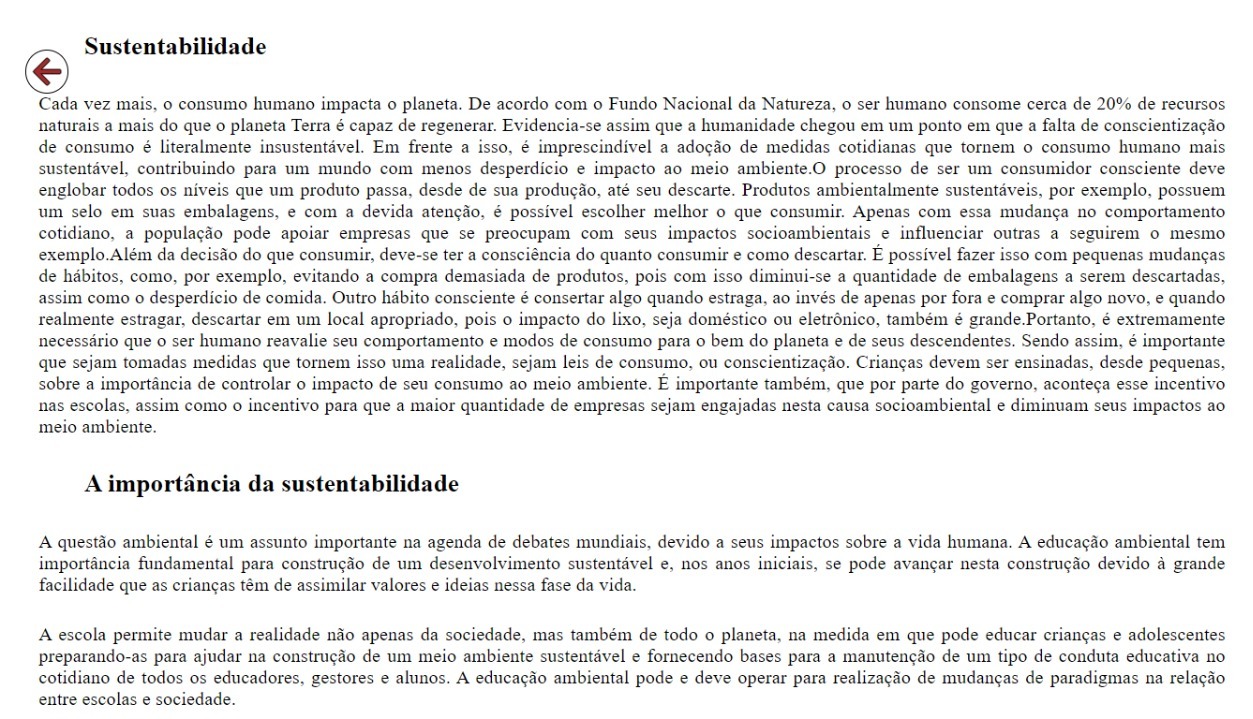 Sustentabilidade
Cada vez mais, o consumo humano impacta o planeta. De acordo com o Fundo Nacional da Natureza, o ser humano consome cerca de 20% de recursos
naturais a mais do que o planeta Terra é capaz de regenerar. Evidencia-se assim que a humanidade chegou em um ponto em que a falta de conscientização
de consumo é literalmente insustentável. Em frente a isso, é imprescindível a adoção de medidas cotidianas que tornem o consumo humano mais
sustentável, contribuindo para um mundo com menos desperdício e impacto ao meio ambiente.O processo de ser um consumidor consciente deve
englobar todos os níveis que um produto passa, desde de sua produção, até seu descarte. Produtos ambientalmente sustentáveis, por exemplo, possuem
um selo em suas embalagens, e com a devida atenção, é possível escolher melhor o que consumir. Apenas com essa mudança no comportamento
cotidiano, a população pode apoiar empresas que se preocupam com seus impactos socioambientais e influenciar outras a seguirem o mesmo
exemplo.Além da decisão do que consumir, deve-se ter a consciência do quanto consumir e como descartar. É possível fazer isso com pequenas mudanças
de hábitos, como, por exemplo, evitando a compra demasiada de produtos, pois com isso diminui-se a quantidade de embalagens a serem descartadas,
assim como o desperdício de comida. Outro hábito consciente é consertar algo quando estraga, ao invés de apenas por fora e comprar algo novo, e quando
realmente estragar, descartar em um local apropriado, pois o impacto do lixo, seja doméstico ou eletrônico, também é grande.Portanto, é extremamente
necessário que o ser humano reavalie seu comportamento e modos de consumo para o bem do planeta e de seus descendentes. Sendo assim, é importante
que sejam tomadas medidas que tornem isso uma realidade, sejam leis de consumo, ou conscientização. Crianças devem ser ensinadas, desde pequenas,
sobre a importância de controlar o impacto de seu consumo ao meio ambiente. É importante também, que por parte do governo, aconteça esse incentivo
nas escolas, assim como o incentivo para que a maior quantidade de empresas sejam engajadas nesta causa socioambiental e diminuam seus impactos ao
meio ambiente.
A importância da sustentabilidade
A questão ambiental é um assunto importante na agenda de debates mundiais, devido a seus impactos sobre a vida humana. A educação ambiental tem
importância fundamental para construção de um desenvolvimento sustentável e, nos anos iniciais, se pode avançar nesta construção devido à grande
facilidade que as crianças têm de assimilar valores e ideias nessa fase da vida.
A escola permite mudar a realidade não apenas da sociedade, mas também de todo o planeta, na medida em que pode educar crianças e adolescentes
preparando-as para ajudar na construção de um meio ambiente sustentável e fornecendo bases para a manutenção de um tipo de conduta educativa no
cotidiano de todos os educadores, gestores e alunos. A educação ambiental pode e deve operar para realização de mudanças de paradigmas na relação
entre escolas e sociedade.